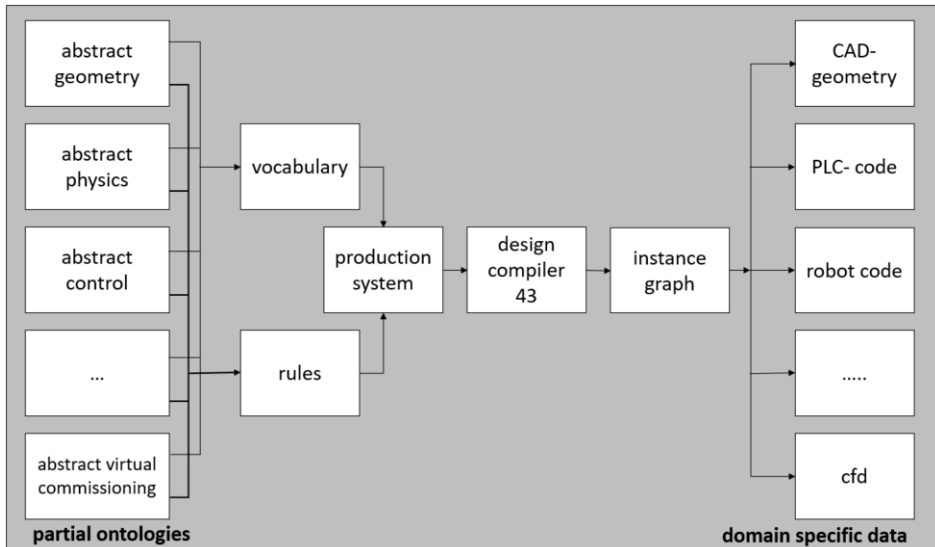 abstract
geometry
abstract
physics
abstract
control
...
abstract virtual
commissioning
partial ontologies
vocabulary
rules
production
system
design
compiler
43
instance
graph
CAD-
geometry
PLC- code
robot code
.....
cfd
domain specific data